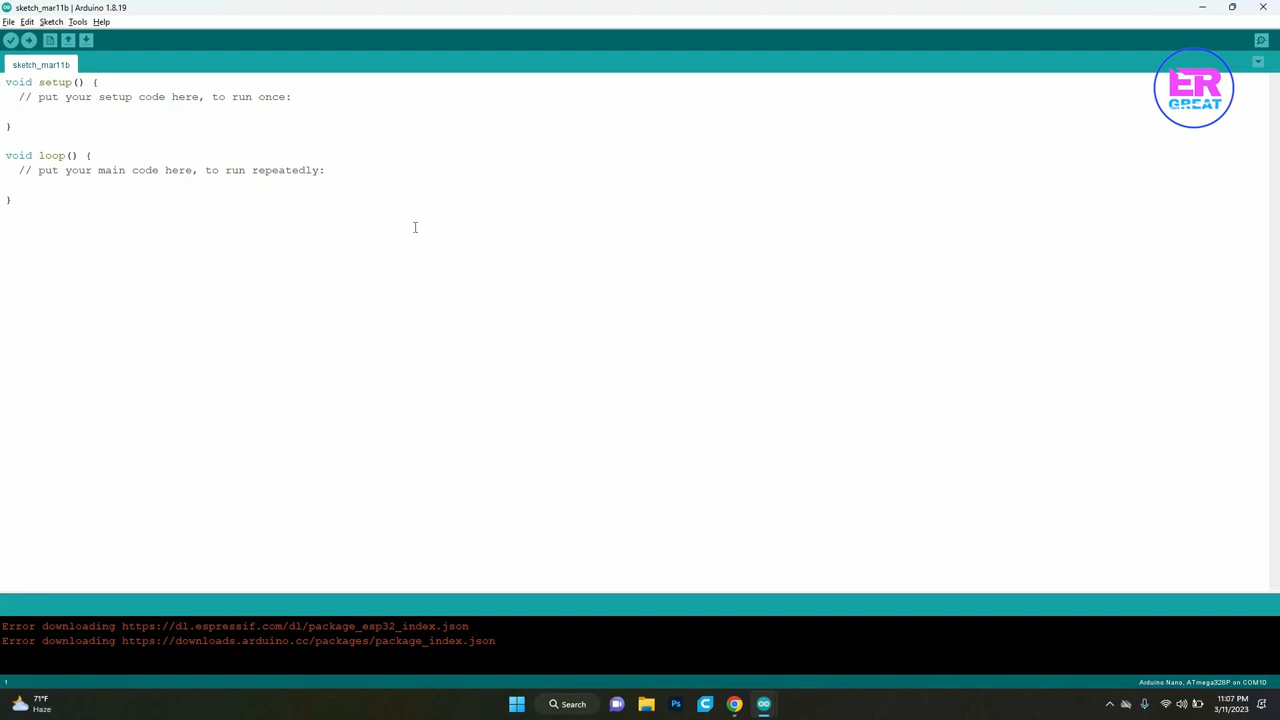 sketch_mar11b | Arduino 1.8.19
File Edit Sketch Tools Help
sketch_mar11b
ER
GREAT
void setup() {
// put your setup code here, to run once:
}
void loop() {
// put your main code here, to run repeatedly:
}
Error downloading https://dl.espressif.com/dl/package_esp32_index.json
Error downloading https://downloads.arduino.cc/packages/package_index.json
1
Arduino Nano, ATmega328P on COM10
71°F
Haze
Search
Ps
11:07 PM
3/11/2023